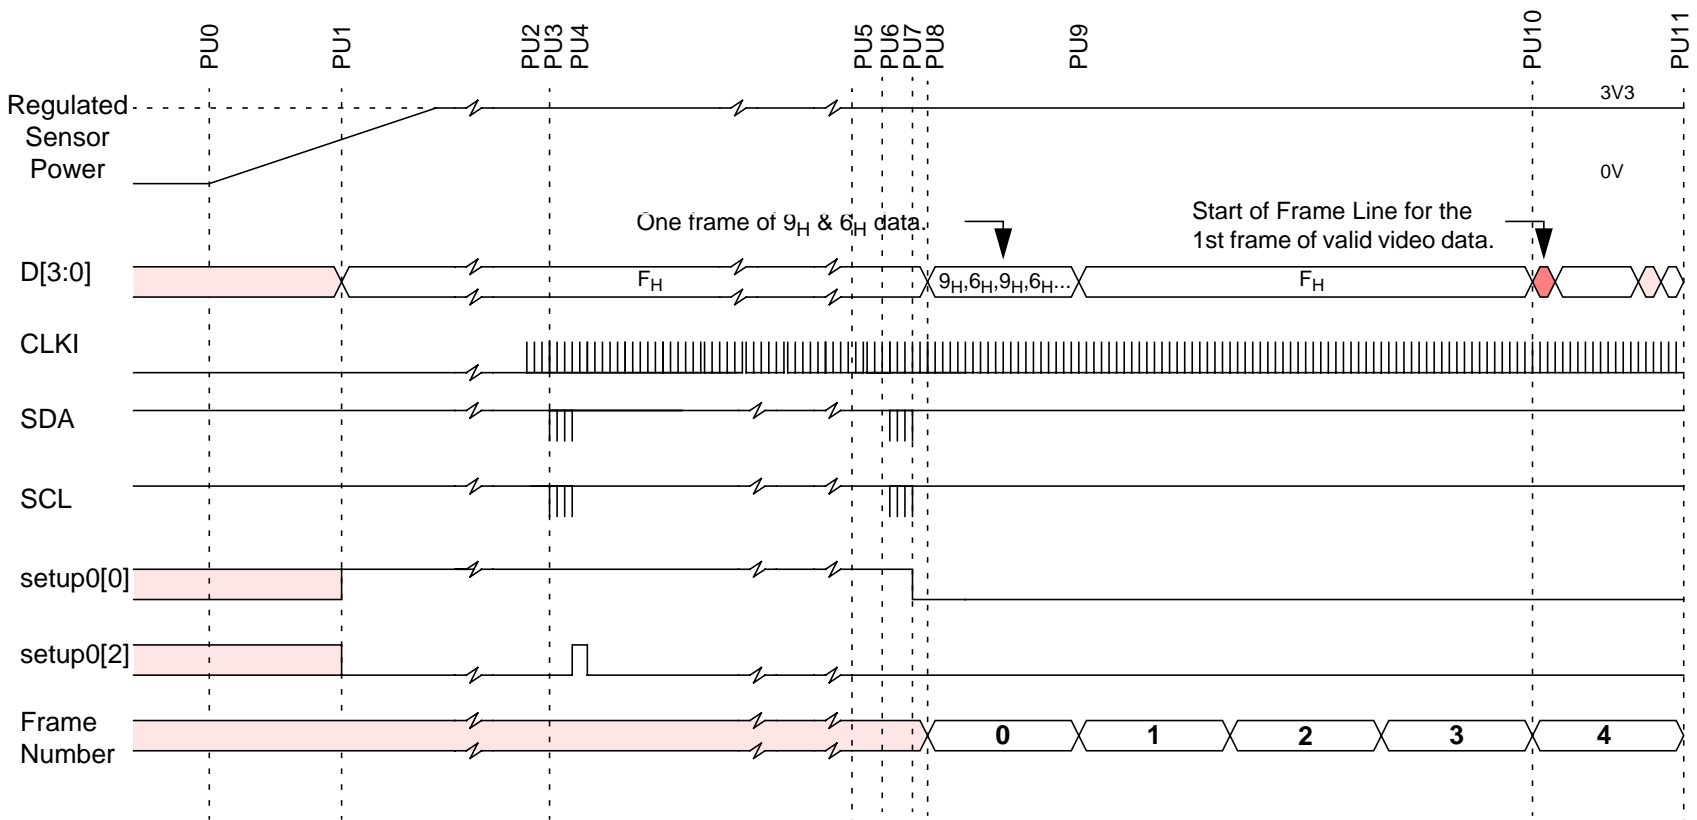 PU0
PU1
PU2
PU3
PU4
PU5
PU6
PU7
PU8
PU9
PU10
PU11
Regulated
Sensor
Power
3V3
0V
One frame of 9H & 6H data.
Start of Frame Line for the
1st frame of valid video data.
D[3:0]
FH
9H,6H,9H,6H...
FH
CLKI
SDA
SCL
setup0[0]
setup0[2]
Frame
Number
0
1
2
3
4